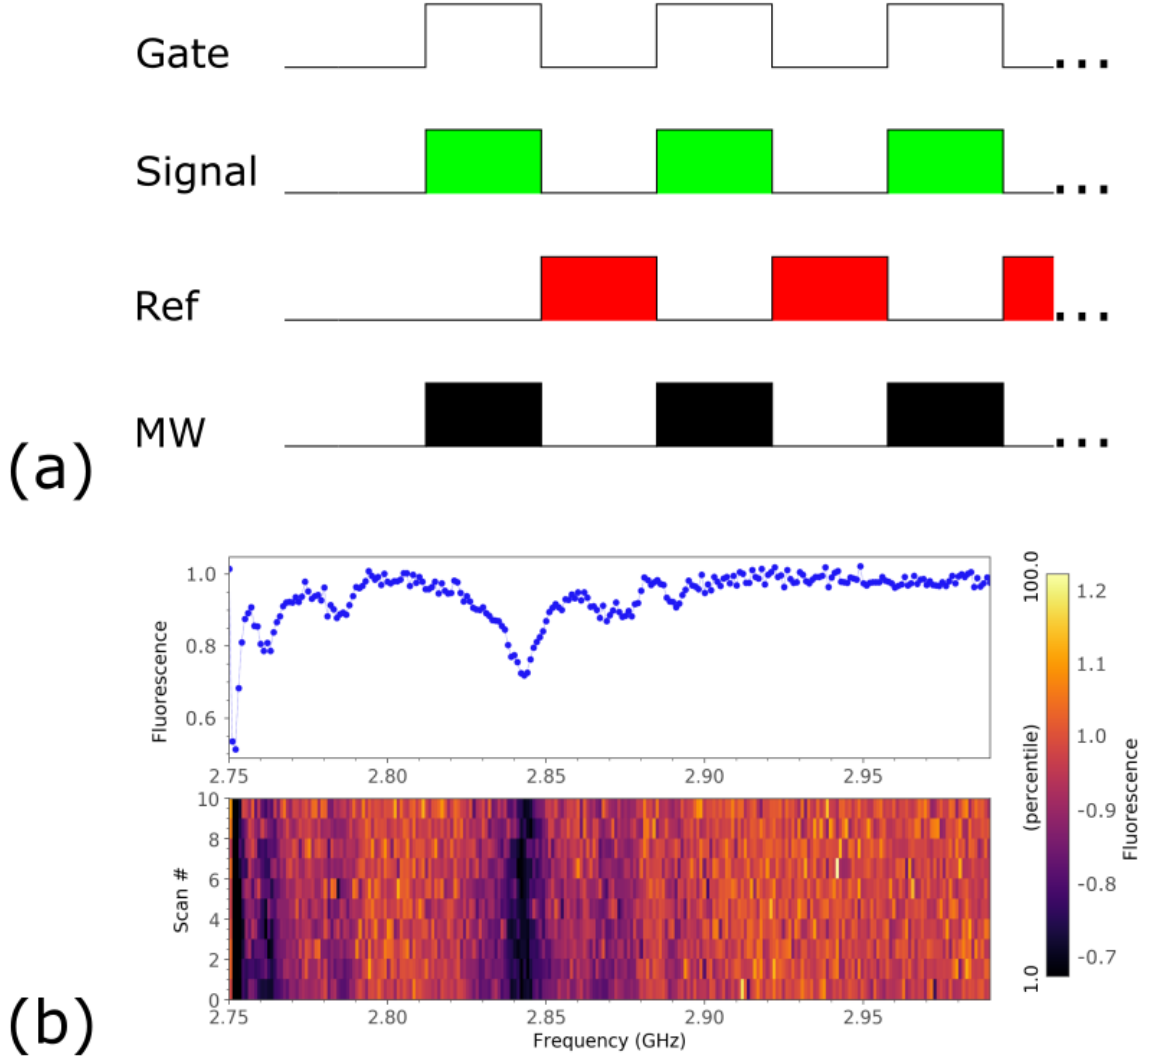 Gate ...
Signal ...
Ref ...
MW ...
(a)
1.0
0.8
0.6
Fluorescence
2.75 2.80 2.85 2.90 2.95
10
8
6
4
2
0
Scan #
2.75 2.80 2.85 2.90 2.95
Frequency (GHz)
100.0
(percentile)
1.0
1.2
1.1
1.0
-0.9
-0.8
-0.7
Fluorescence
(b)